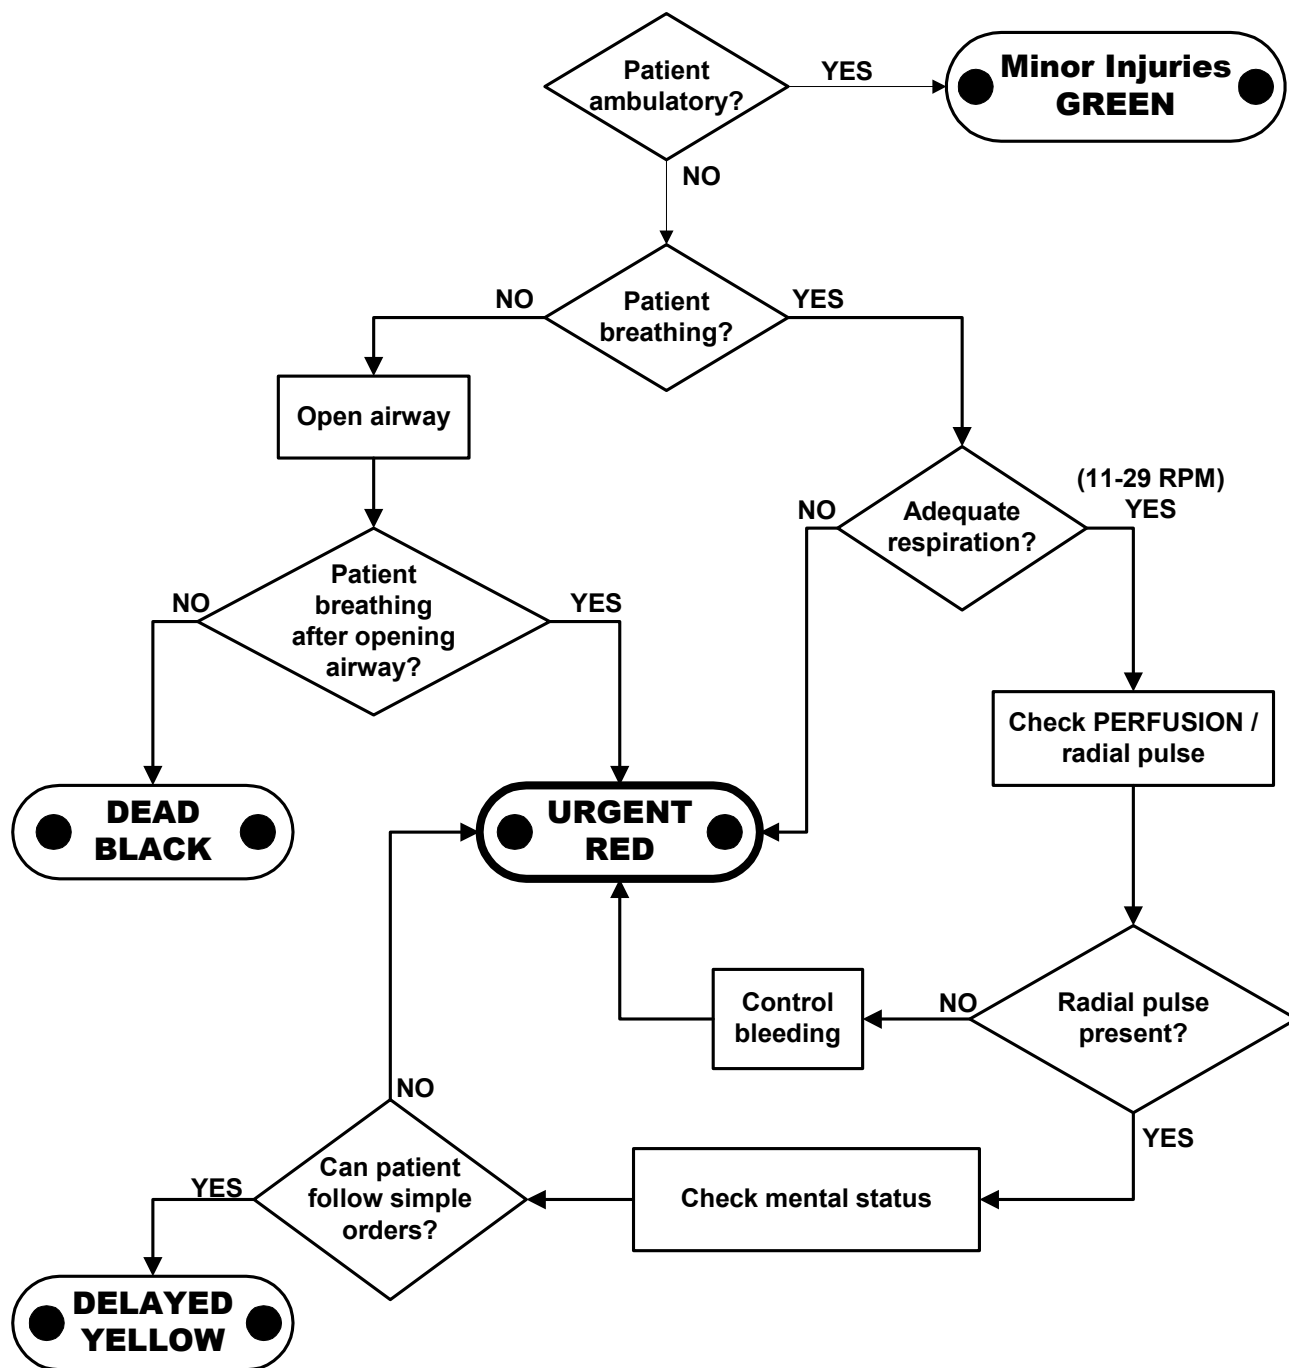 Patient
ambulatory?
YES
Minor Injuries
GREEN
NO
Patient
breathing?
NO
YES
Open airway
Adequate
respiration?
NO
(11-29 RPM)
YES
Patient
breathing
after opening
airway?
NO
YES
Check PERFUSION /
radial pulse
DEAD
BLACK
URGENT
RED
Radial pulse
present?
NO
Control
bleeding
YES
Check mental status
Can patient
follow simple
orders?
NO
YES
DELAYED
YELLOW